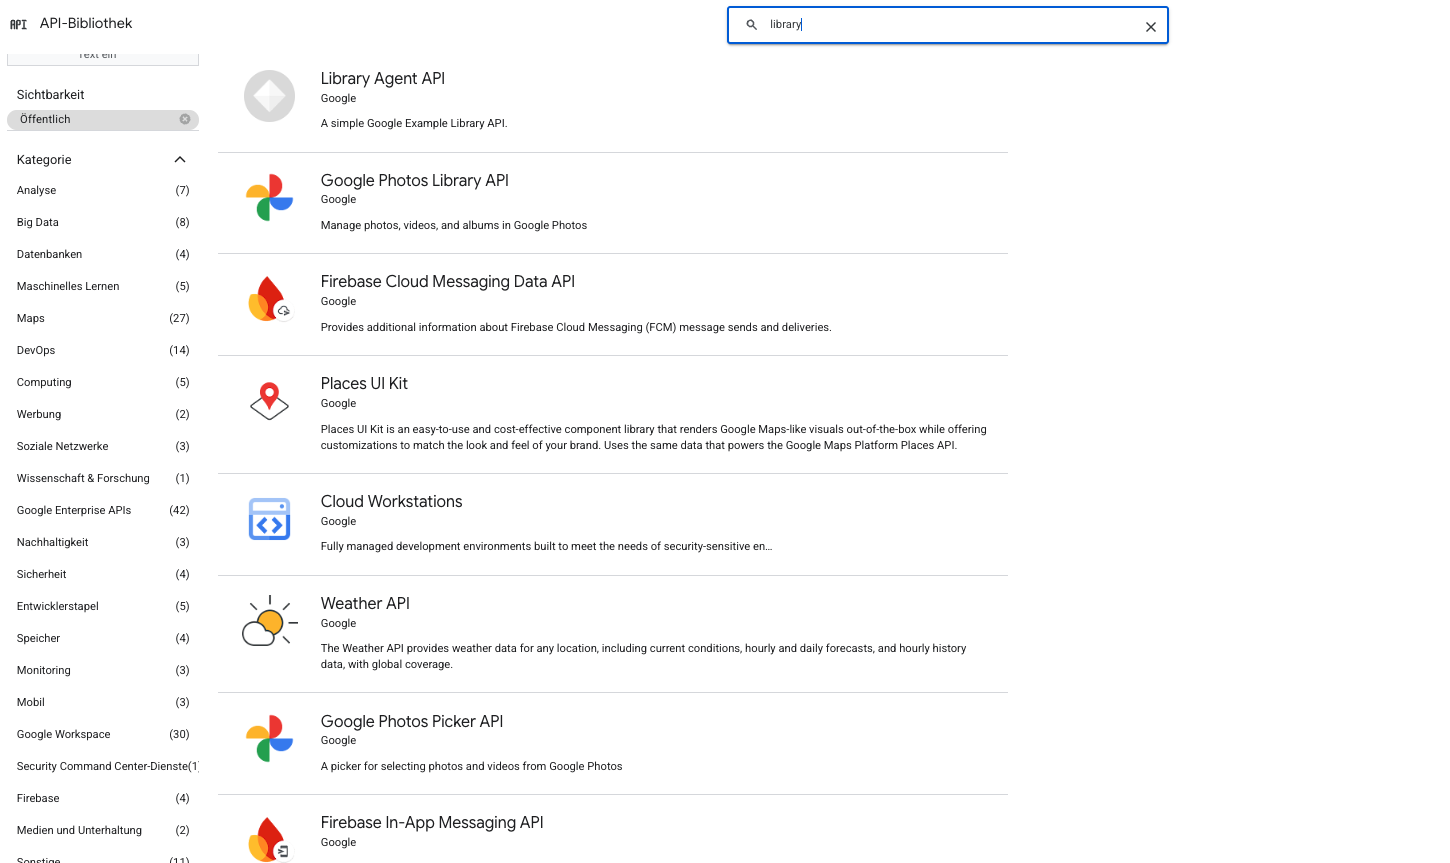 API API-Bibliothek
library
Text ein
Sichtbarkeit
Öffentlich
Kategorie
Analyse (7)
Big Data (8)
Datenbanken (4)
Maschinelles Lernen (5)
Maps (27)
DevOps (14)
Computing (5)
Werbung (2)
Soziale Netzwerke (3)
Wissenschaft & Forschung (1)
Google Enterprise APIs (42)
Nachhaltigkeit (3)
Sicherheit (4)
Entwicklerstapel (5)
Speicher (4)
Monitoring (3)
Mobil (3)
Google Workspace (30)
Security Command Center-Dienste(1)
Firebase (4)
Medien und Unterhaltung (2)
Sonstige (11)
Library Agent API
Google
A simple Google Example Library API.
Google Photos Library API
Google
Manage photos, videos, and albums in Google Photos
Firebase Cloud Messaging Data API
Google
Provides additional information about Firebase Cloud Messaging (FCM) message sends and deliveries.
Places UI Kit
Google
Places UI Kit is an easy-to-use and cost-effective component library that renders Google Maps-like visuals out-of-the-box while offering
customizations to match the look and feel of your brand. Uses the same data that powers the Google Maps Platform Places API.
Cloud Workstations
Google
Fully managed development environments built to meet the needs of security-sensitive en...
Weather API
Google
The Weather API provides weather data for any location, including current conditions, hourly and daily forecasts, and hourly history
data, with global coverage.
Google Photos Picker API
Google
A picker for selecting photos and videos from Google Photos
Firebase In-App Messaging API
Google